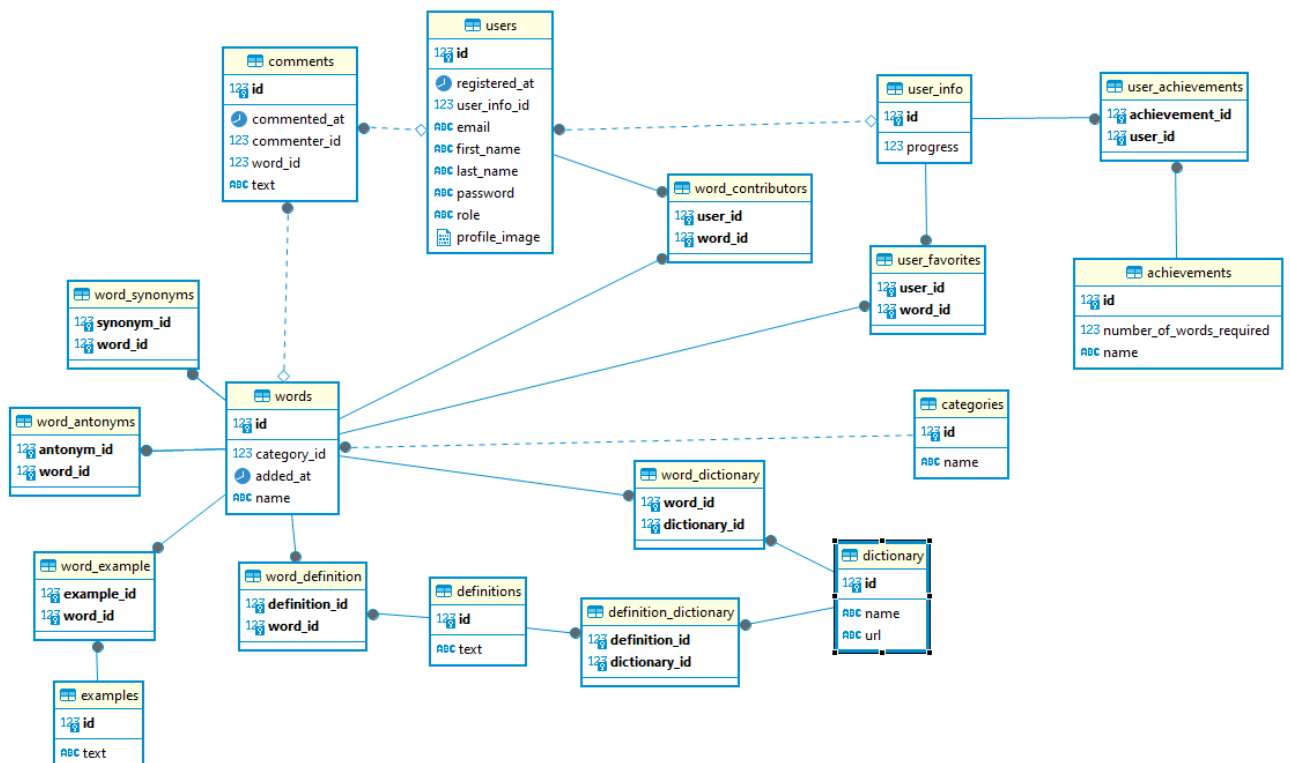 users
id
registered_at
user_info_id
email
first_name
last_name
password
role
profile_image
comments
id
commented_at
commenter_id
word_id
text
user_info
id
progress
user_achievements
achievement_id
user_id
word_contributors
user_id
word_id
user_favorites
user_id
word_id
achievements
id
number_of_words_required
name
word_synonyms
synonym_id
word_id
words
id
category_id
added_at
name
categories
id
name
word_antonyms
antonym_id
word_id
word_dictionary
word_id
dictionary_id
dictionary
id
name
url
word_example
example_id
word_id
word_definition
definition_id
word_id
definitions
id
text
definition_dictionary
definition_id
dictionary_id
examples
id
text